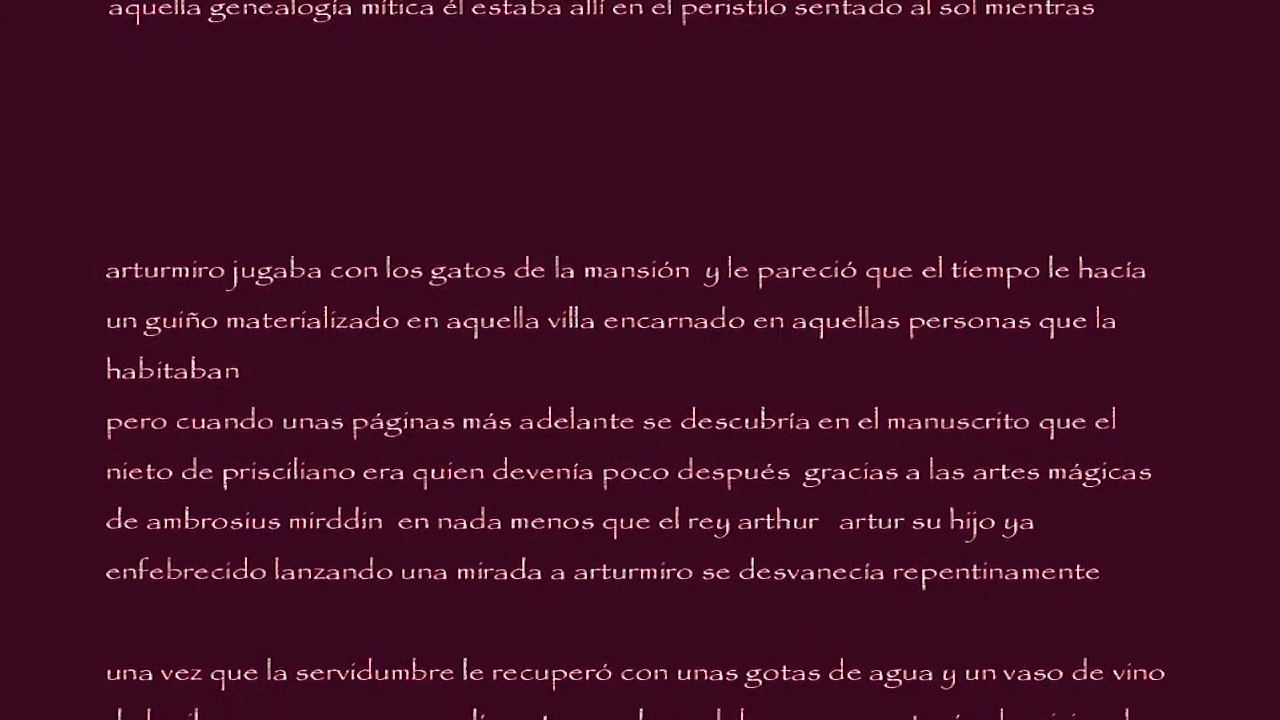 aquella genealogía mítica él estaba allí en el peristilo sentado al sol mientras
arturmiro jugaba con los gatos de la mansión y le pareció que el tiempo le hacía
un guiño materializado en aquella villa encarnado en aquellas personas que la
habitaban
pero cuando unas páginas más adelante se descubría en el manuscrito que el
nieto de prisciliano era quien devenía poco después gracias a las artes mágicas
de ambrosius mirddin en nada menos que el rey arthur artur su hijo ya
enfebrecido lanzando una mirada a arturmiro se desvanecía repentinamente
una vez que la servidumbre le recuperó con unas gotas de agua y un vaso de vino